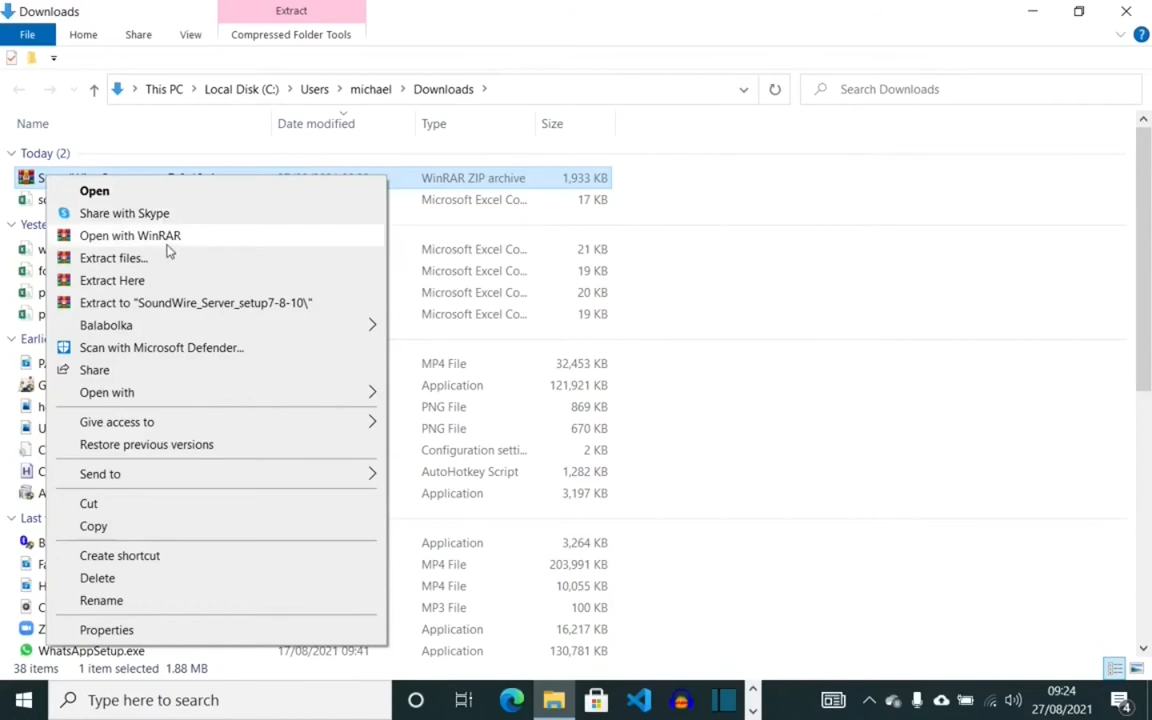 Downloads
Extract
File
Home
Share
View
Compressed Folder Tools
This PC
Local Disk (C:)
Users
michael
Downloads
Search Downloads
Name
Date modified
Type
Size
Today (2)
WinRAR ZIP archive
1,933 KB
Microsoft Excel Co...
17 KB
Microsoft Excel Co...
21 KB
Microsoft Excel Co...
19 KB
Microsoft Excel Co...
20 KB
Microsoft Excel Co...
19 KB
MP4 File
32,453 KB
Application
121,921 KB
PNG File
869 KB
PNG File
670 KB
Configuration setti...
2 KB
AutoHotkey Script
1,282 KB
Application
3,197 KB
Application
3,264 KB
MP4 File
203,991 KB
MP4 File
10,055 KB
MP3 File
100 KB
Application
16,217 KB
WhatsAppSetup.exe
17/08/2021 09:41
Application
130,781 KB
Open
Share with Skype
Open with WinRAR
Extract files...
Extract Here
Extract to "SoundWire_Server_setup7-8-10\"
Balabolka
Scan with Microsoft Defender...
Share
Open with
Give access to
Restore previous versions
Send to
Cut
Copy
Create shortcut
Delete
Rename
Properties
38 items
1 item selected 1.88 MB
Type here to search
09:24
27/08/2021
4